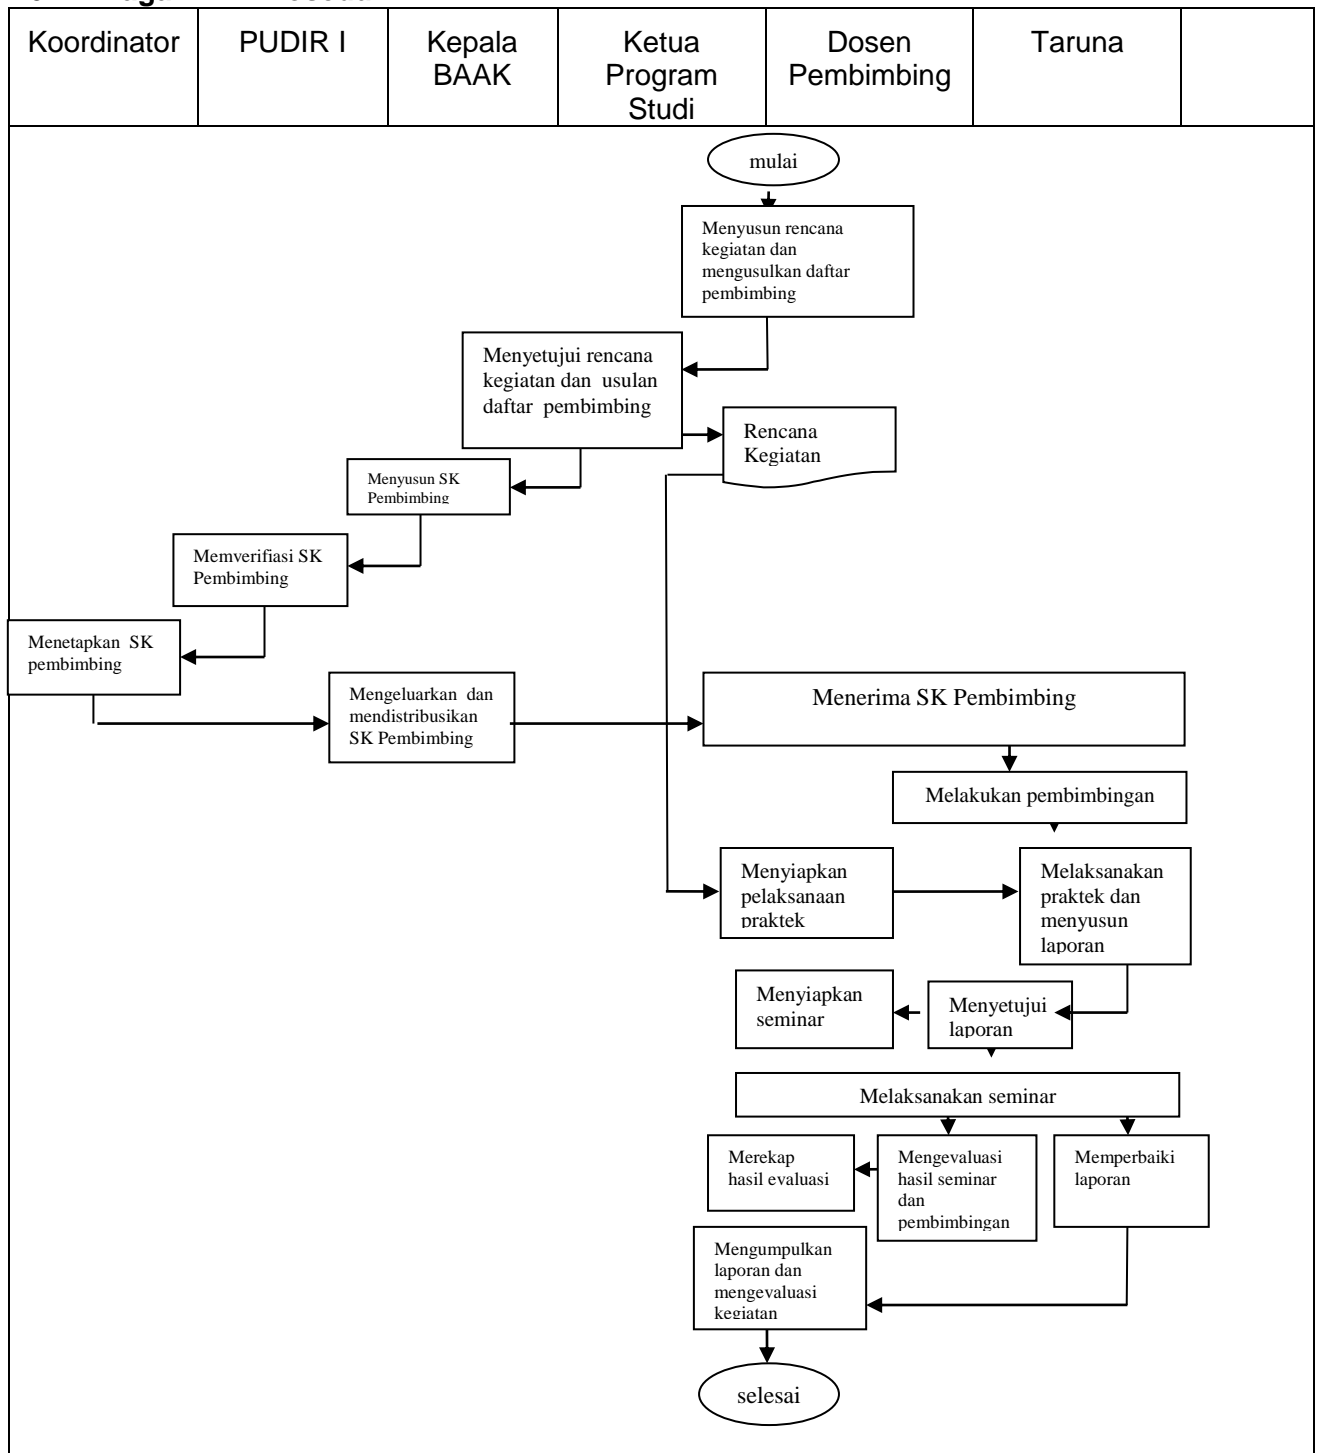 Koordinator
PUDIR I
Kepala
BAAK
Ketua
Program
Studi
Dosen
Pembimbing
Taruna
mulai
Menyusun rencana
kegiatan dan
mengusulkan daftar
pembimbing
Menyetujui rencana
kegiatan dan usulan
daftar pembimbing
Rencana
Kegiatan
Menyusun SK
Pembimbing
Memverifiasi SK
Pembimbing
Menetapkan SK
pembimbing
Mengeluarkan dan
mendistribusikan
SK Pembimbing
Menerima SK Pembimbing
Melakukan pembimbingan
Menyiapkan
pelaksanaan
praktek
Melaksanakan
praktek dan
menyusun
laporan
Menyiapkan
seminar
Menyetujui
laporan
Melaksanakan seminar
Merekap
hasil evaluasi
Mengevaluasi
hasil seminar
dan
pembimbingan
Memperbaiki
laporan
Mengumpulkan
laporan dan
mengevaluasi
kegiatan
selesai